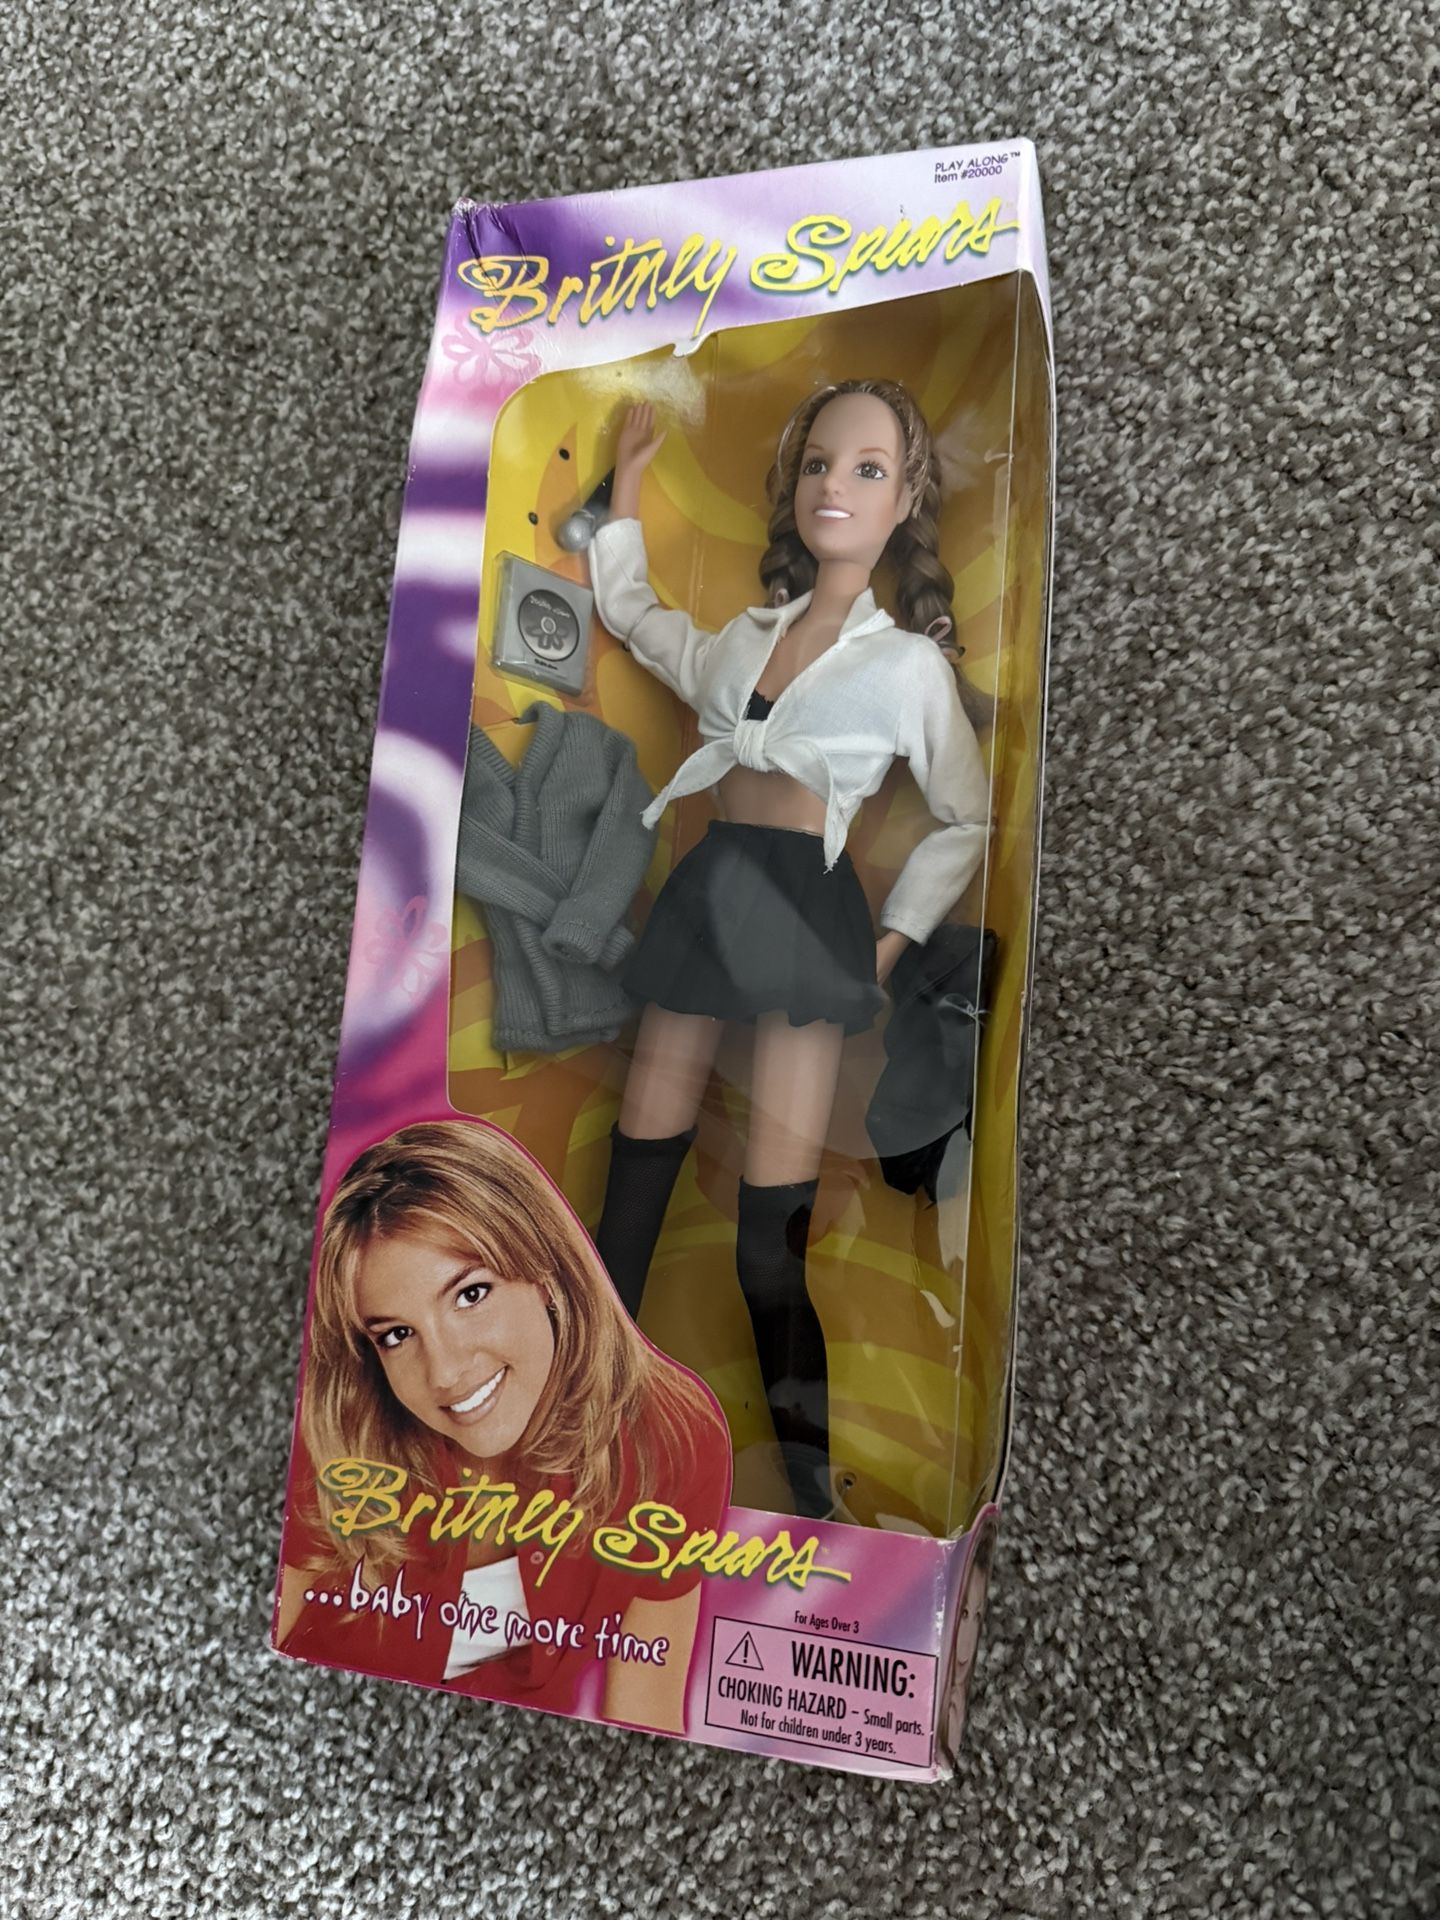 PLAY ALONG™
Item #20000
Britney Spears
Britney Spears
...baby one more time
For Ages Over 3
WARNING:
CHOKING HAZARD – Small parts.
Not for children under 3 years.